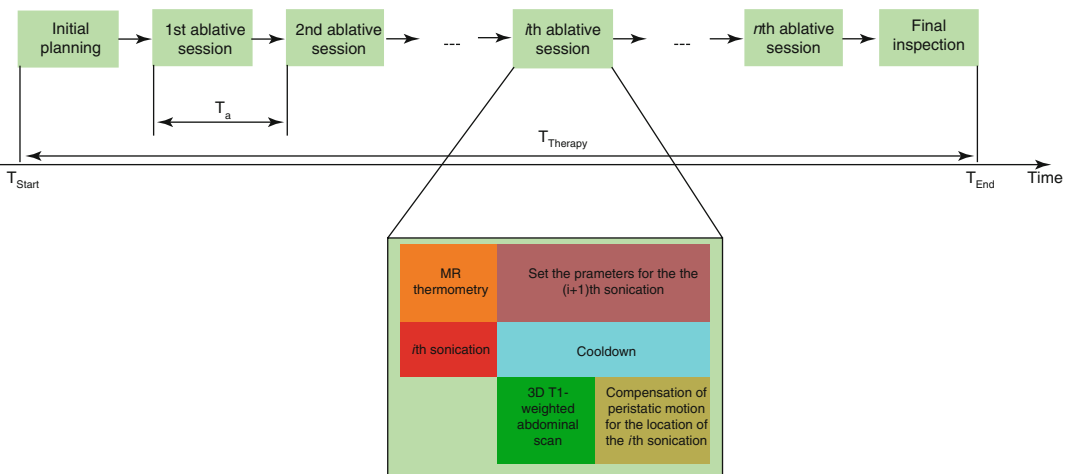 Initial
planning
1st ablative
session
2nd ablative
session
---
ith ablative
session
---
nth ablative
session
Final
inspection
Ta
TTherapy
TStart
TEnd
Time
MR
thermometry
Set the prameters for the the
(i+1)th sonication
ith sonication
Cooldown
3D T1-
weighted
abdominal
scan
Compensation of
peristatic motion
for the location of
the ith sonication